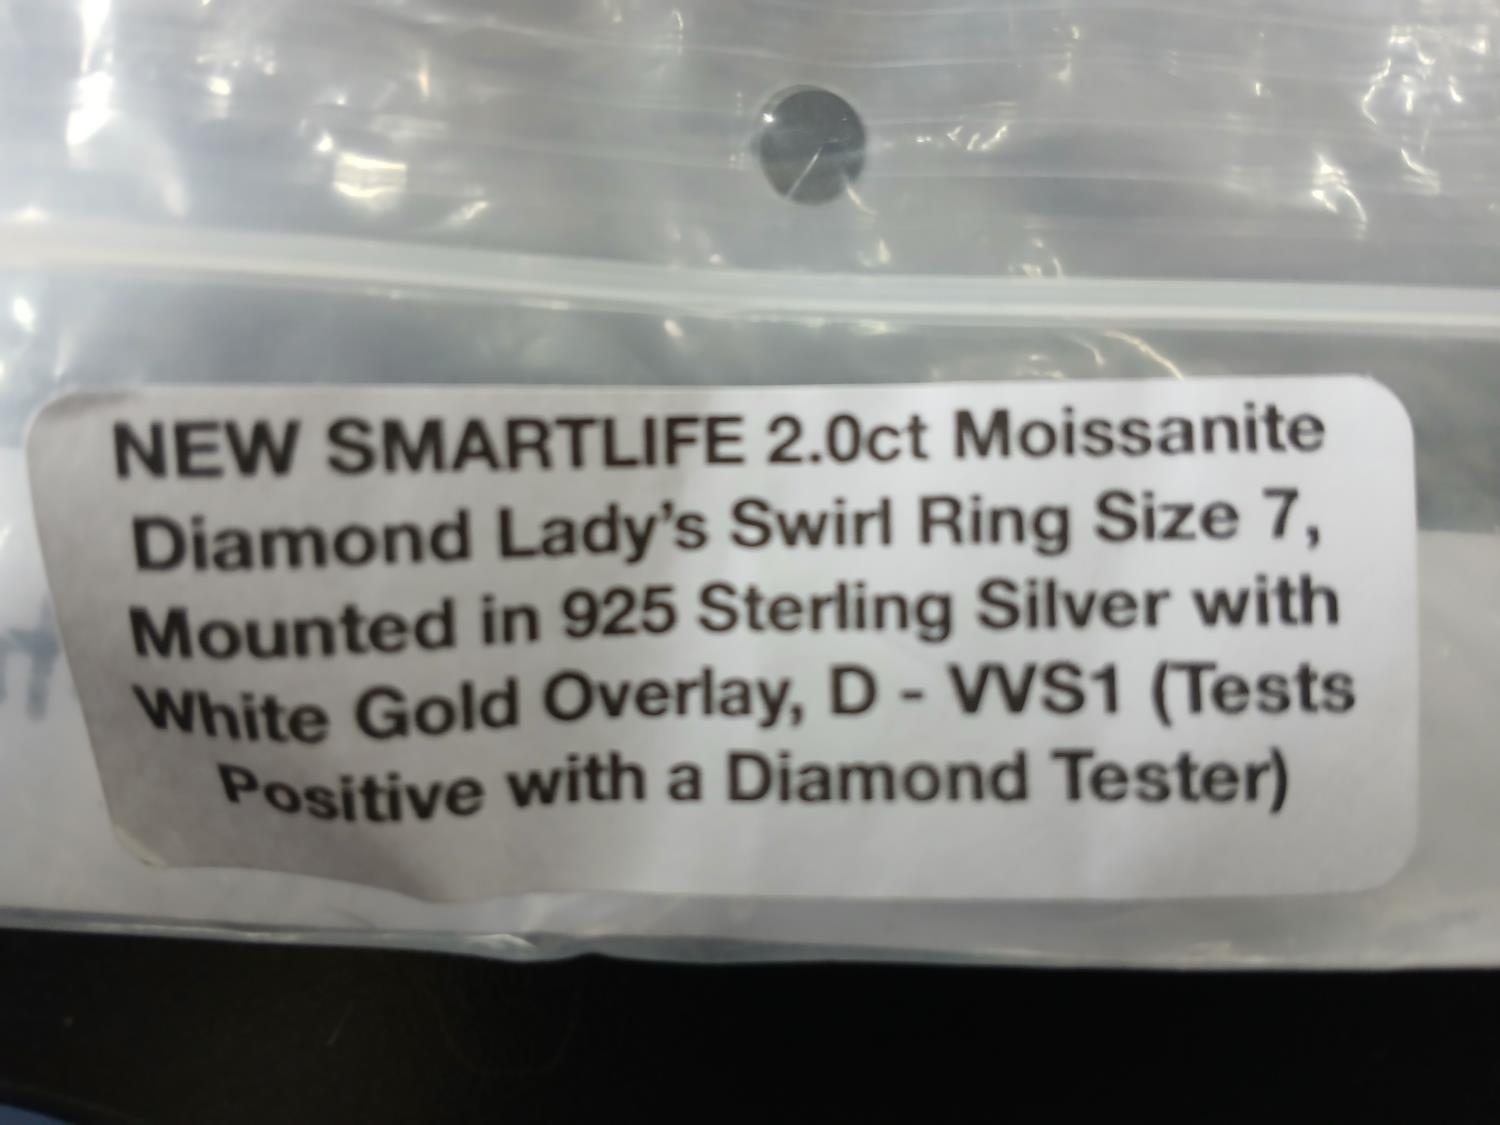 NEW SMARTLIFE 2.0ct Moissanite
Diamond Lady's Swirl Ring Size 7,
Mounted in 925 Sterling Silver with
White Gold Overlay, D - VVS1 (Tests
Positive with a Diamond Tester)